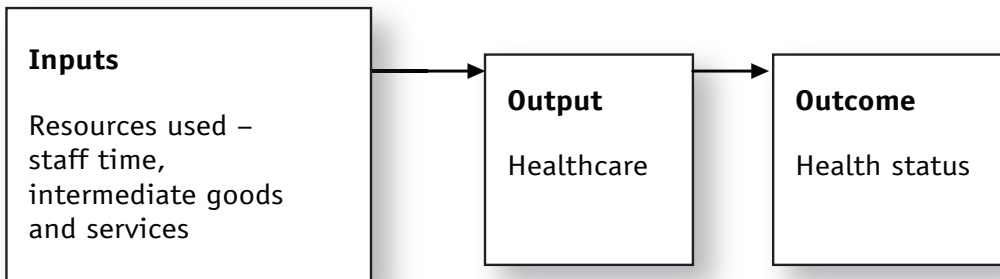 Inputs
Resources used –
staff time,
intermediate goods
and services
Output
Healthcare
Outcome
Health status